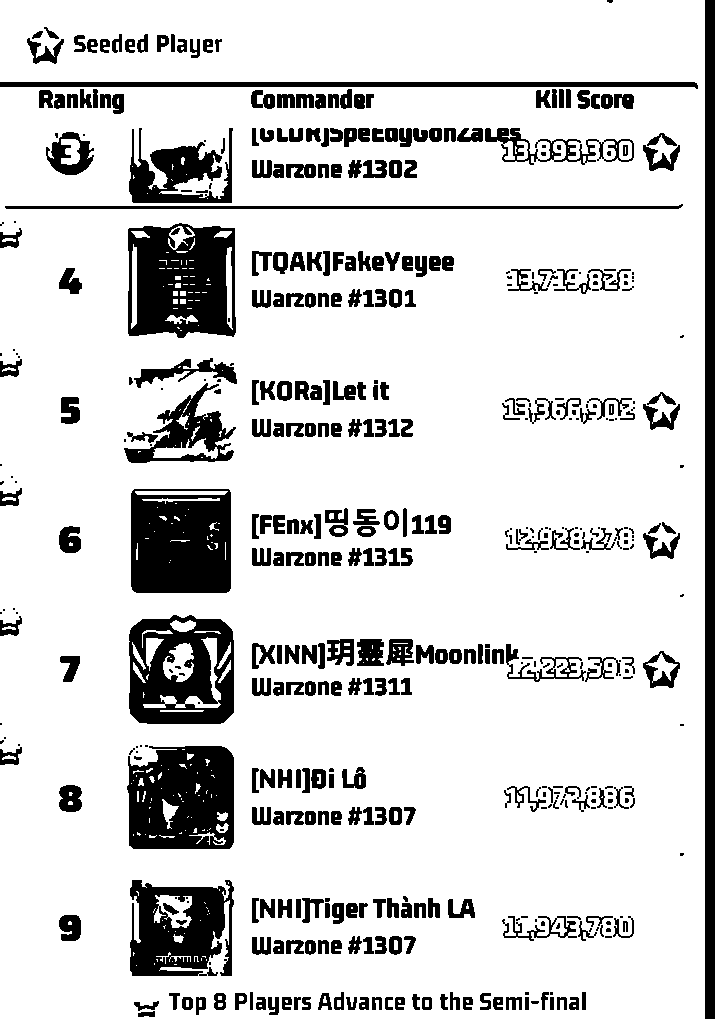 Seeded Player
Ranking Commander Kill Score
3 [GLDR]SpeEdyGonZaLes 13,893,360
Warzone #1302
4 [TQAK]FakeYeyee 13,719,828
Warzone #1301
5 [KORa]Let it 13,366,902
Warzone #1312
6 [FEnx]띵동이119 12,928,278
Warzone #1315
7 [XINN]玥靈犀Moonlink 12,223,596
Warzone #1311
8 [NHI]Đi Lô 11,972,886
Warzone #1307
9 [NHI]Tiger Thành LA 11,943,780
Warzone #1307
Top 8 Players Advance to the Semi-final